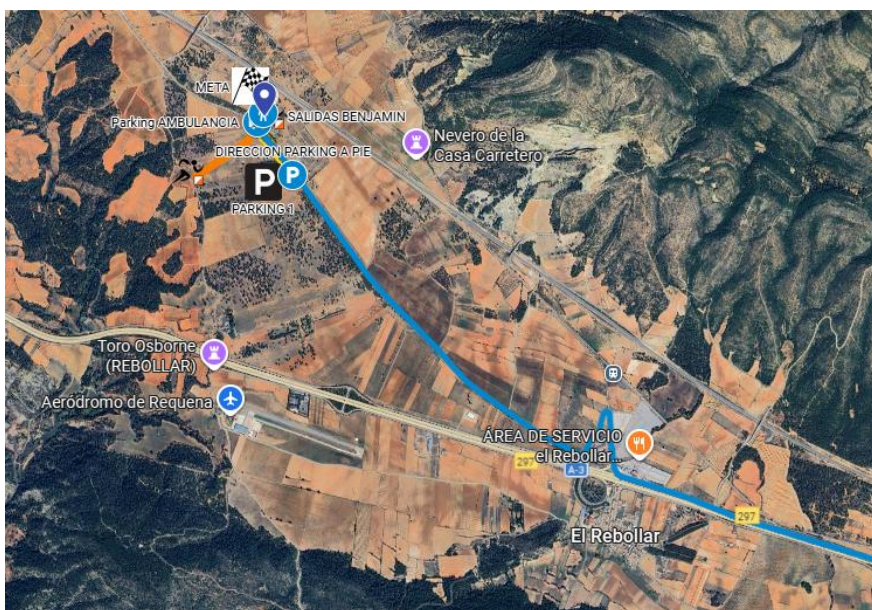 META
SALIDAS BENJAMIN
Parking AMBULANCIA
DIRECCION PARKING A PIE
Nevero de la
Casa Carretero
P
P
PARKING 1
Toro Osborne
(REBOLLAR)
Aeródromo de Requena
ÁREA DE SERVICIO
el Rebollar...
297
A-3
297
El Rebollar